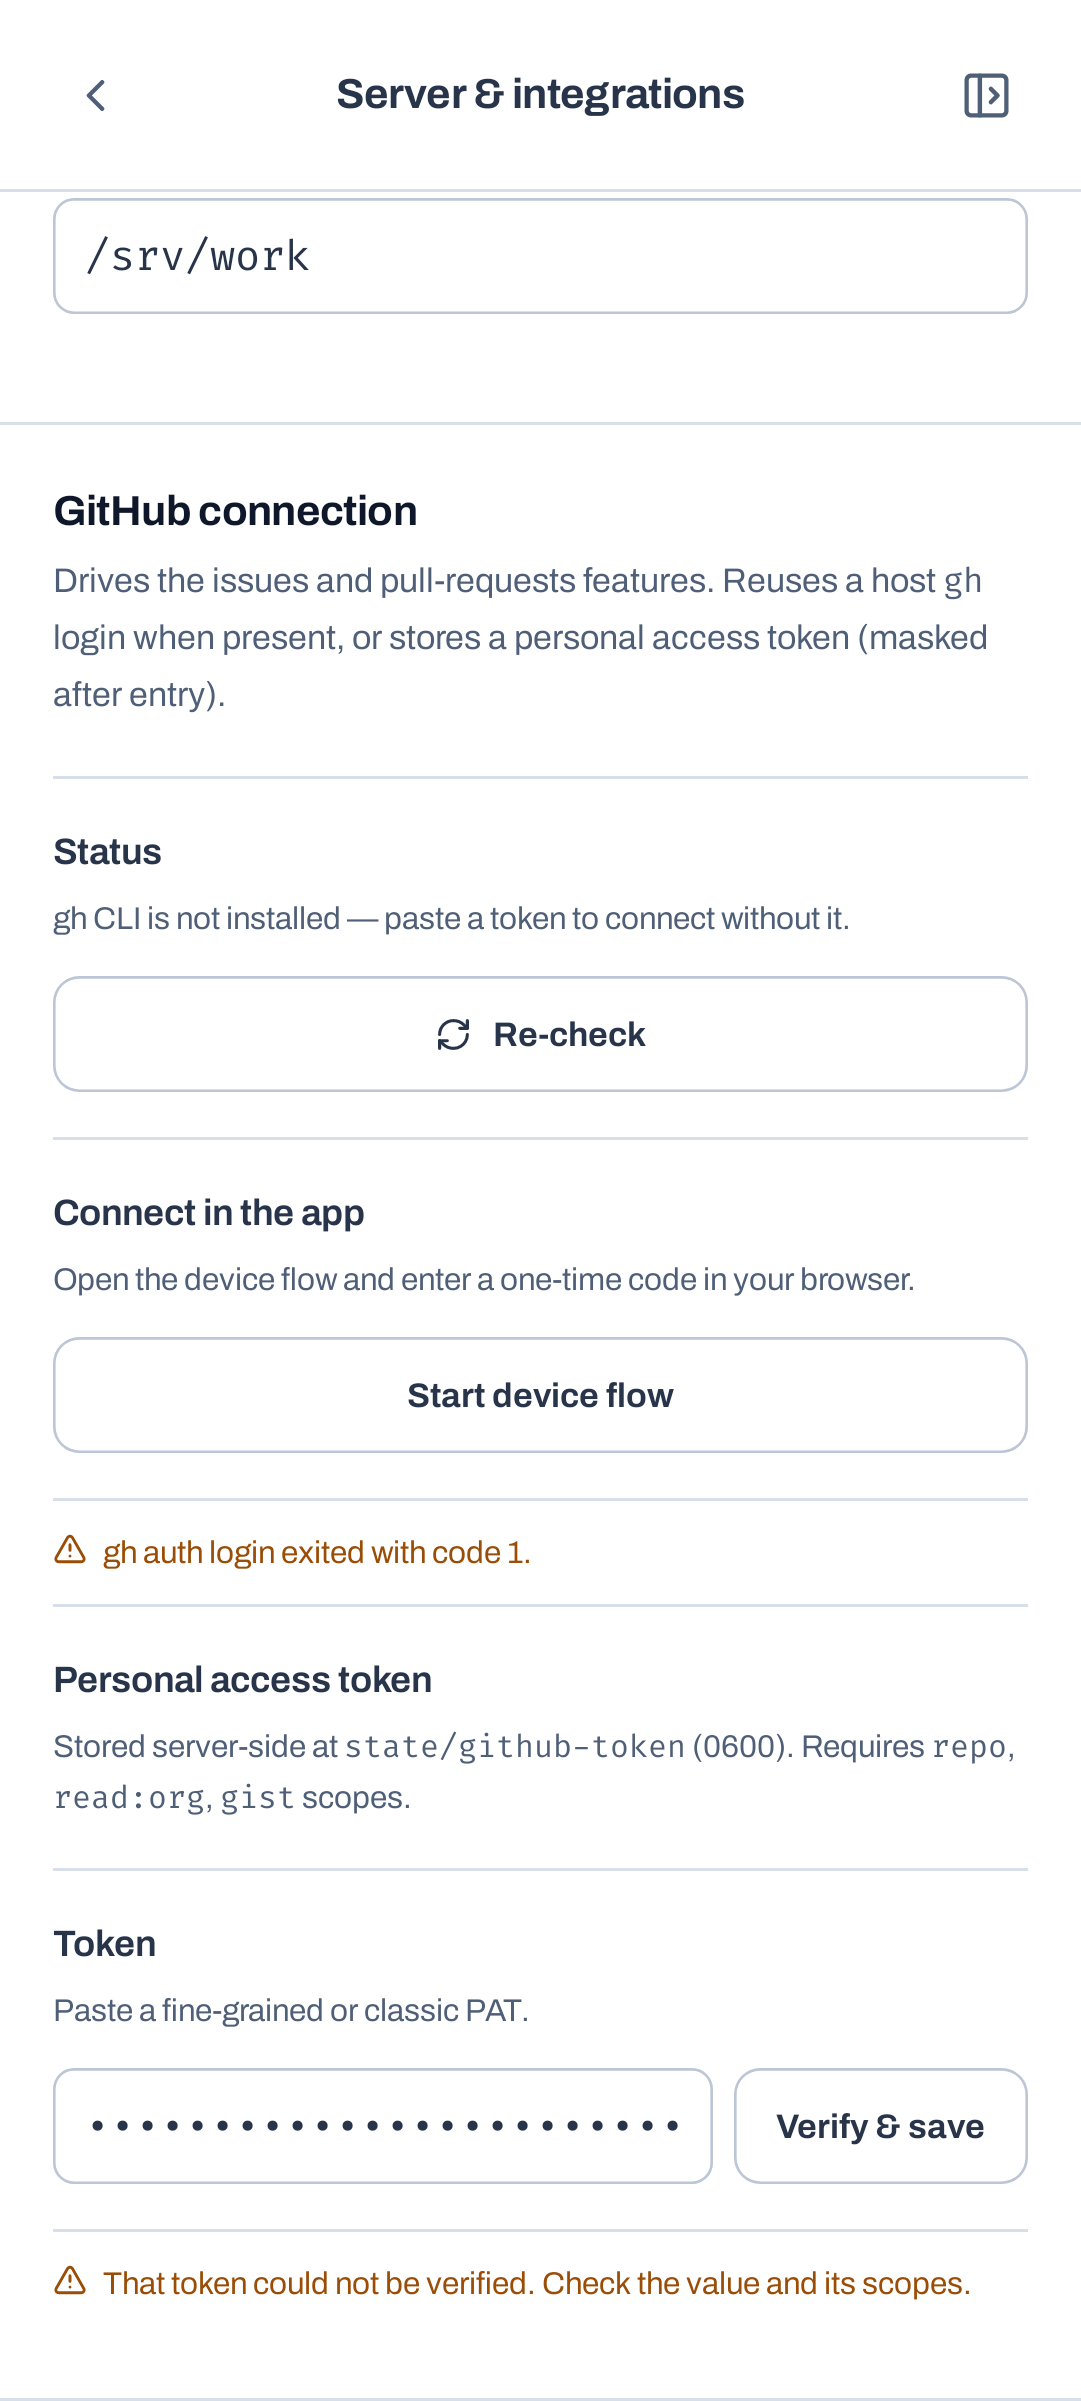 Server & integrations
/srv/work
GitHub connection
Drives the issues and pull-requests features. Reuses a host gh
login when present, or stores a personal access token (masked
after entry).
Status
gh CLI is not installed — paste a token to connect without it.
Re-check
Connect in the app
Open the device flow and enter a one-time code in your browser.
Start device flow
gh auth login exited with code 1.
Personal access token
Stored server-side at state/github-token (0600). Requires repo,
read:org, gist scopes.
Token
Paste a fine-grained or classic PAT.
••••••••••••••••••••••••
Verify & save
That token could not be verified. Check the value and its scopes.